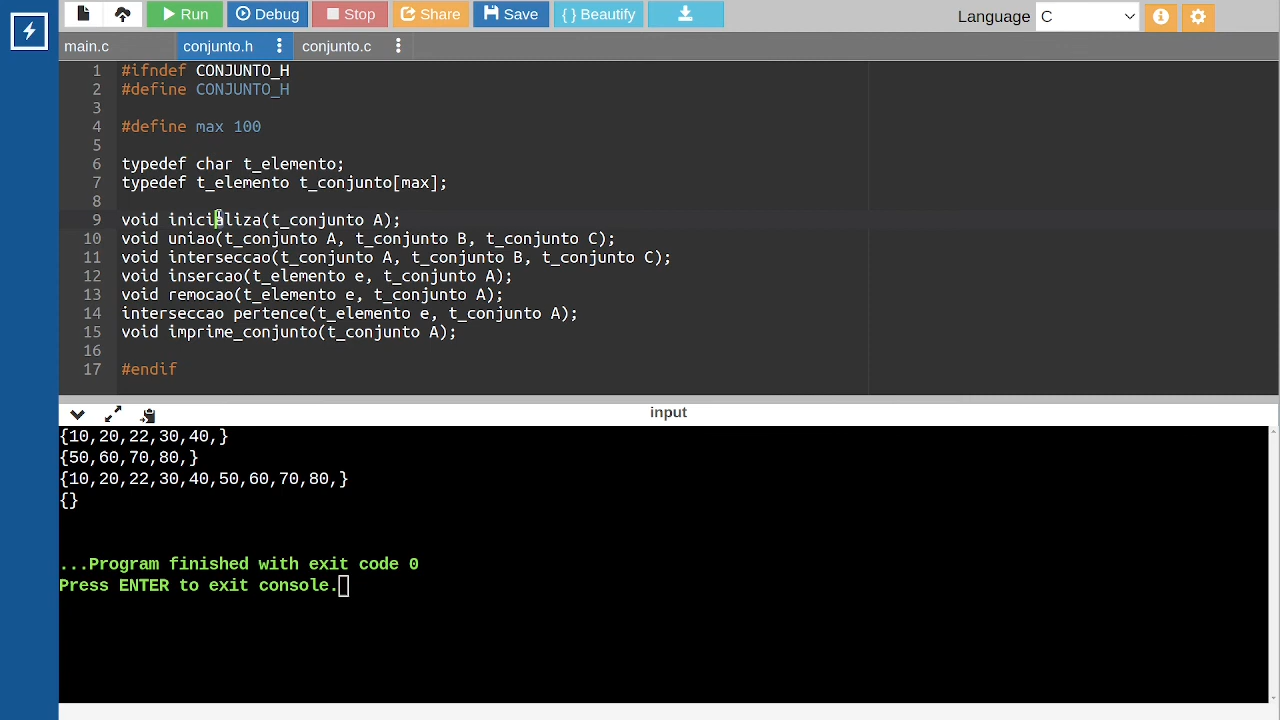 Run Debug Stop Share Save { } Beautify Language C
main.c conjunto.h conjunto.c
1 #ifndef CONJUNTO_H
2 #define CONJUNTO_H
3
4 #define max 100
5
6 typedef char t_elemento;
7 typedef t_elemento t_conjunto[max];
8
9 void inicializa(t_conjunto A);
10 void uniao(t_conjunto A, t_conjunto B, t_conjunto C);
11 void interseccao(t_conjunto A, t_conjunto B, t_conjunto C);
12 void insercao(t_elemento e, t_conjunto A);
13 void remocao(t_elemento e, t_conjunto A);
14 interseccao pertence(t_elemento e, t_conjunto A);
15 void imprime_conjunto(t_conjunto A);
16
17 #endif
input
{10,20,22,30,40,}
{50,60,70,80,}
{10,20,22,30,40,50,60,70,80,}
{}
...Program finished with exit code 0
Press ENTER to exit console.